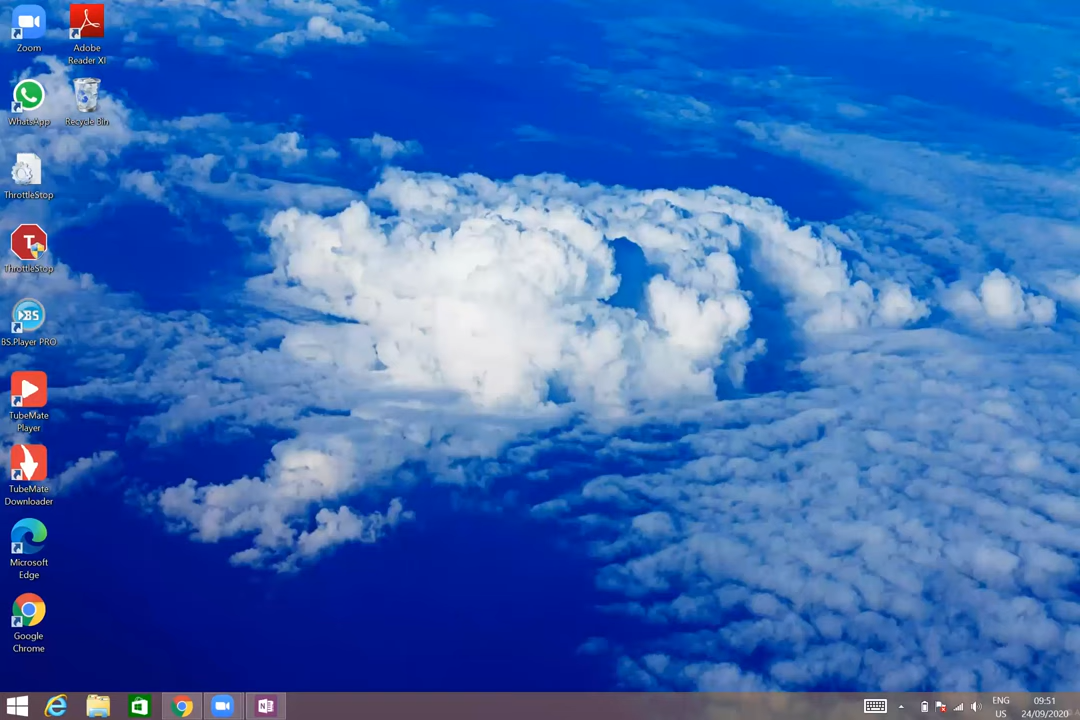 Zoom
Adobe
Reader XI
WhatsApp
Recycle Bin
ThrottleStop
T
ThrottleStop
BS
BS.Player PRO
TubeMate
Player
TubeMate
Downloader
Microsoft
Edge
Google
Chrome
N
ENG
US
09:51
24/09/2020